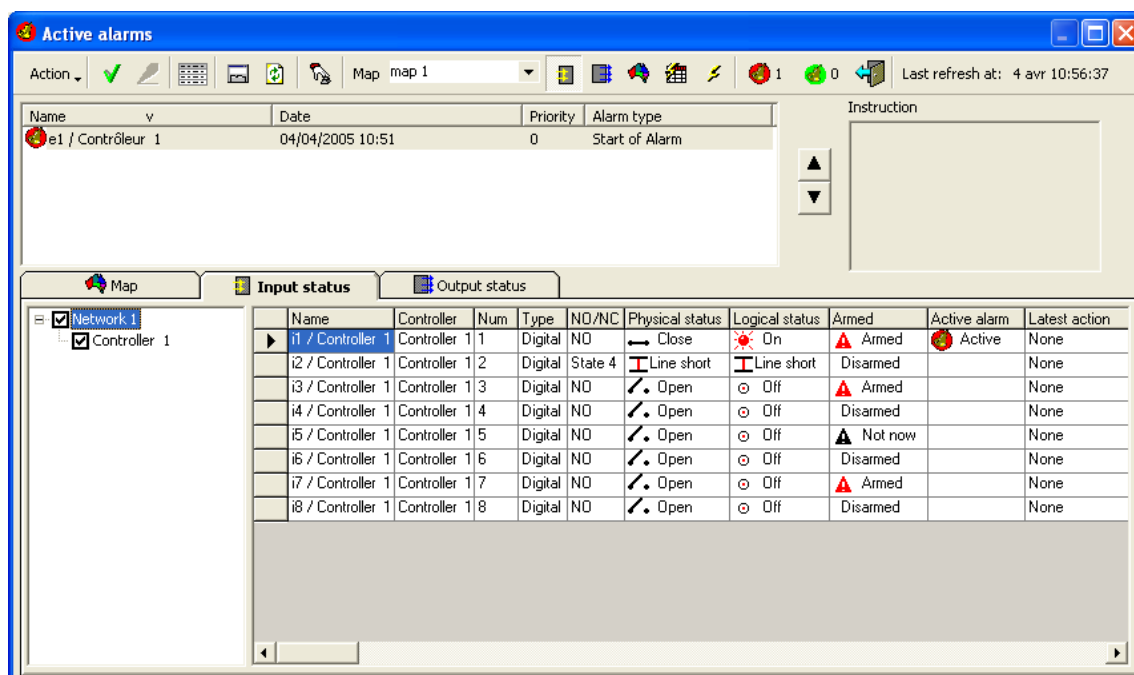 Active alarms
Action Map map 1 1 0 Last refresh at: 4 avr 10:56:37
Name v Date Priority Alarm type
e1 / Contrôleur 1 04/04/2005 10:51 0 Start of Alarm
Instruction
Map Input status Output status
Network 1
Controller 1
Name Controller Num Type NO/NC Physical status Logical status Armed Active alarm Latest action
i1 / Controller 1 Controller 1 1 Digital NO Close On Armed Active None
i2 / Controller 1 Controller 1 2 Digital State 4 Line short Line short Disarmed None
i3 / Controller 1 Controller 1 3 Digital NO Open Off Armed None
i4 / Controller 1 Controller 1 4 Digital NO Open Off Disarmed None
i5 / Controller 1 Controller 1 5 Digital NO Open Off Not now None
i6 / Controller 1 Controller 1 6 Digital NO Open Off Disarmed None
i7 / Controller 1 Controller 1 7 Digital NO Open Off Armed None
i8 / Controller 1 Controller 1 8 Digital NO Open Off Disarmed None